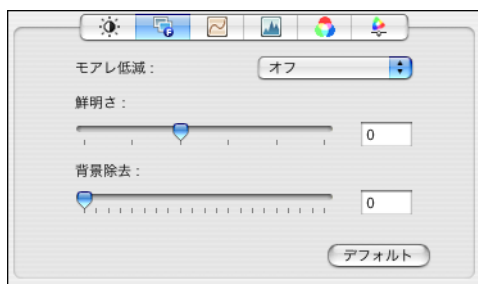 モアレ低減 : オフ
鮮明さ :
0
背景除去 :
0
デフォルト